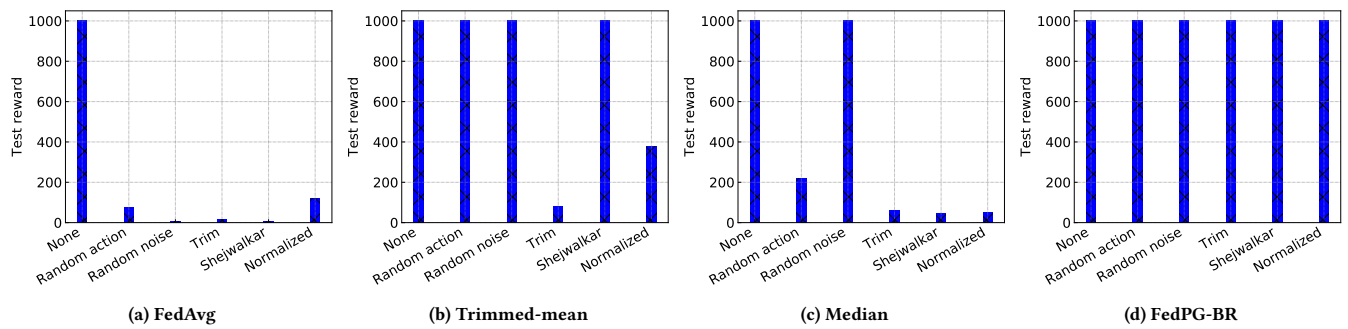 Test reward
1000
800
600
400
200
0
None
Random action
Random noise
Trim
Shejwalkar
Normalized
(a) FedAvg
Test reward
1000
800
600
400
200
0
None
Random action
Random noise
Trim
Shejwalkar
Normalized
(b) Trimmed-mean
Test reward
1000
800
600
400
200
0
None
Random action
Random noise
Trim
Shejwalkar
Normalized
(c) Median
Test reward
1000
800
600
400
200
0
None
Random action
Random noise
Trim
Shejwalkar
Normalized
(d) FedPG-BR